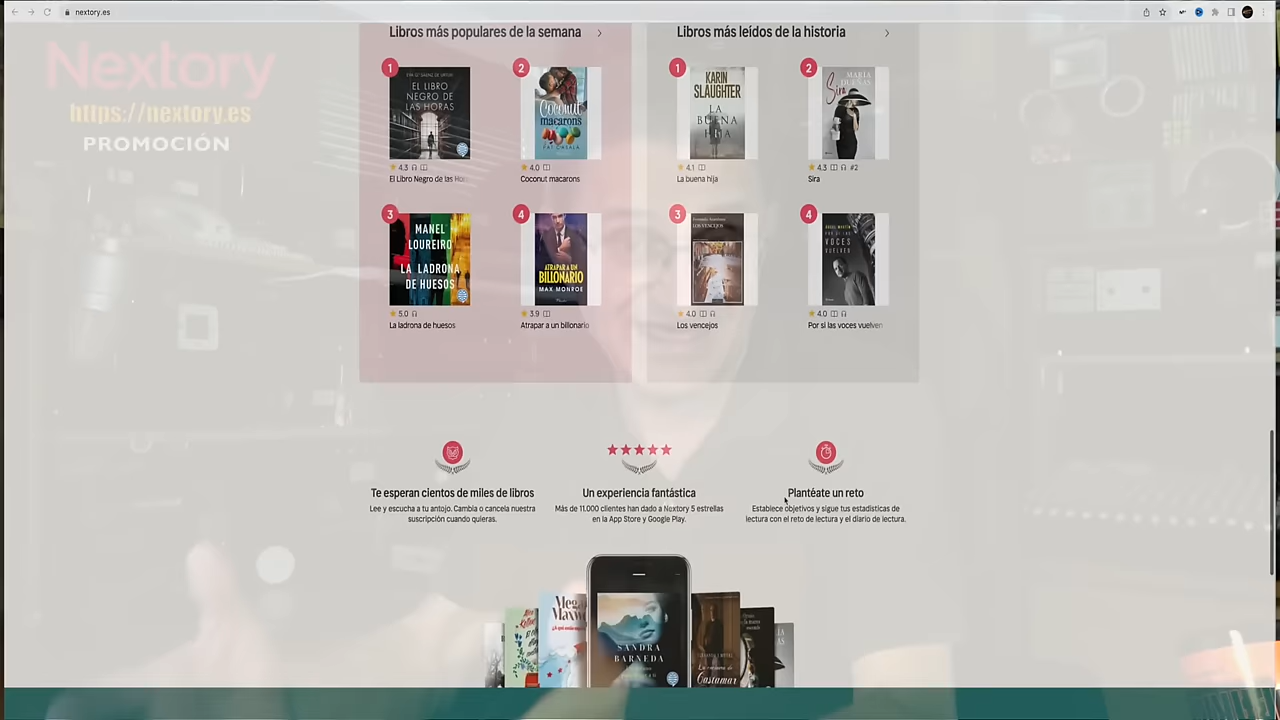 nextory.es
Nextory
https://nextory.es
PROMOCIÓN
Libros más populares de la semana
Libros más leídos de la historia
1
EL LIBRO
NEGRO DE
LAS HORAS
4.3
El Libro Negro de las Ho
2
Coconut
macarons
4.0
Coconut macarons
1
KARIN
SLAUGHTER
LA
BUENA
HIJA
4.1
La buena hija
2
MARÍA
DUEÑAS
Sira
4.3 #2
Sira
3
MANEL
LOUREIRO
LA LADRONA
DE HUESOS
5.0
La ladrona de huesos
4
ATRAPAR A UN
BILLONARIO
MAX MONROE
3.9
Atrapar a un billonario
3
LOS VENCEJOS
4.0
Los vencejos
4
VOCES
VUELVEN
4.0
Por si las voces vuelven
Te esperan cientos de miles de libros
Lee y escucha a tu antojo. Cambia o cancela nuestra
suscripción cuando quieras.
Un experiencia fantástica
Más de 11.000 clientes han dado a Nextory 5 estrellas
en la App Store y Google Play.
Plantéate un reto
Establece objetivos y sigue tus estadísticas de
lectura con el reto de lectura y el diario de lectura.
SANDRA
BARNEDA
Castamar